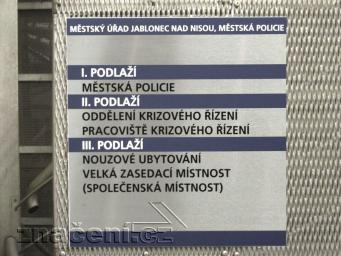 MĚSTSKÝ ÚŘAD JABLONEC NAD NISOU, MĚSTSKÁ POLICIE
I. PODLAŽÍ
MĚSTSKÁ POLICIE
II. PODLAŽÍ
ODDĚLENÍ KRIZOVÉHO ŘÍZENÍ
PRACOVIŠTĚ KRIZOVÉHO ŘÍZENÍ
III. PODLAŽÍ
NOUZOVÉ UBYTOVÁNÍ
VELKÁ ZASEDACÍ MÍSTNOST
(SPOLEČENSKÁ MÍSTNOST)
značení.cz